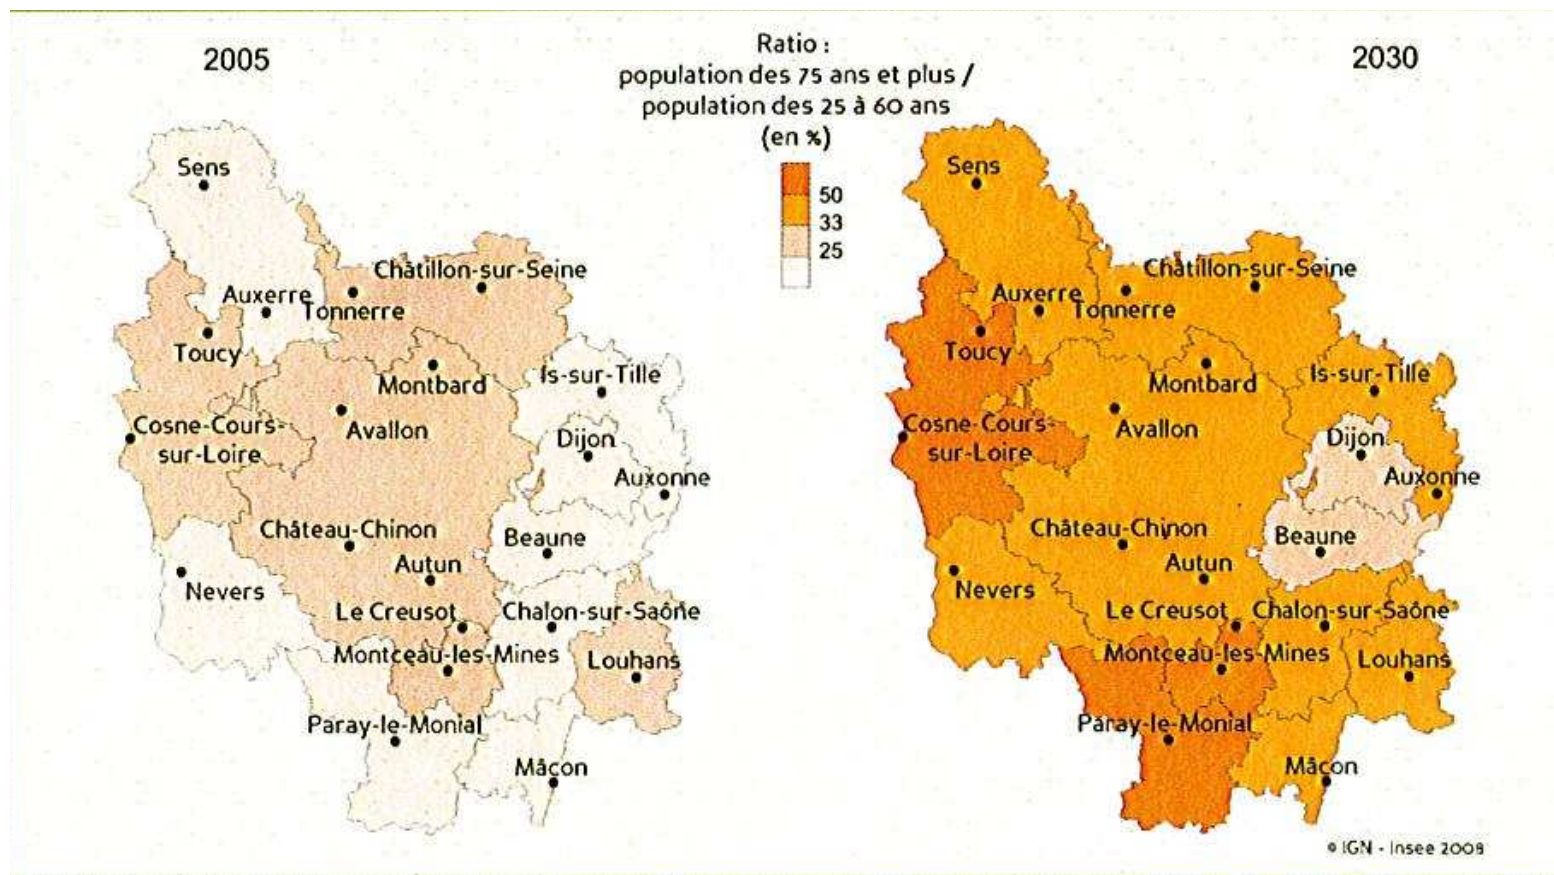 2005
Ratio :
population des 75 ans et plus /
population des 25 à 60 ans
(en %)
50
33
25
2030
Sens
Châtillon-sur-Seine
Auxerre
Tonnerre
Toucy
Montbard
Is-sur-Tille
Cosne-Cours-
sur-Loire
Avallon
Dijon
Auxonne
Château-Chinon
Beaune
Autun
Nevers
Le Creusot
Chalon-sur-Saône
Montceau-les-Mines
Louhans
Paray-le-Monial
Mâcon
Sens
Châtillon-sur-Seine
Auxerre
Tonnerre
Toucy
Montbard
Is-sur-Tille
Cosne-Cours-
sur-Loire
Avallon
Dijon
Auxonne
Château-Chinon
Beaune
Autun
Nevers
Le Creusot
Chalon-sur-Saône
Montceau-les-Mines
Louhans
Paray-le-Monial
Mâcon
© IGN - Insee 2008